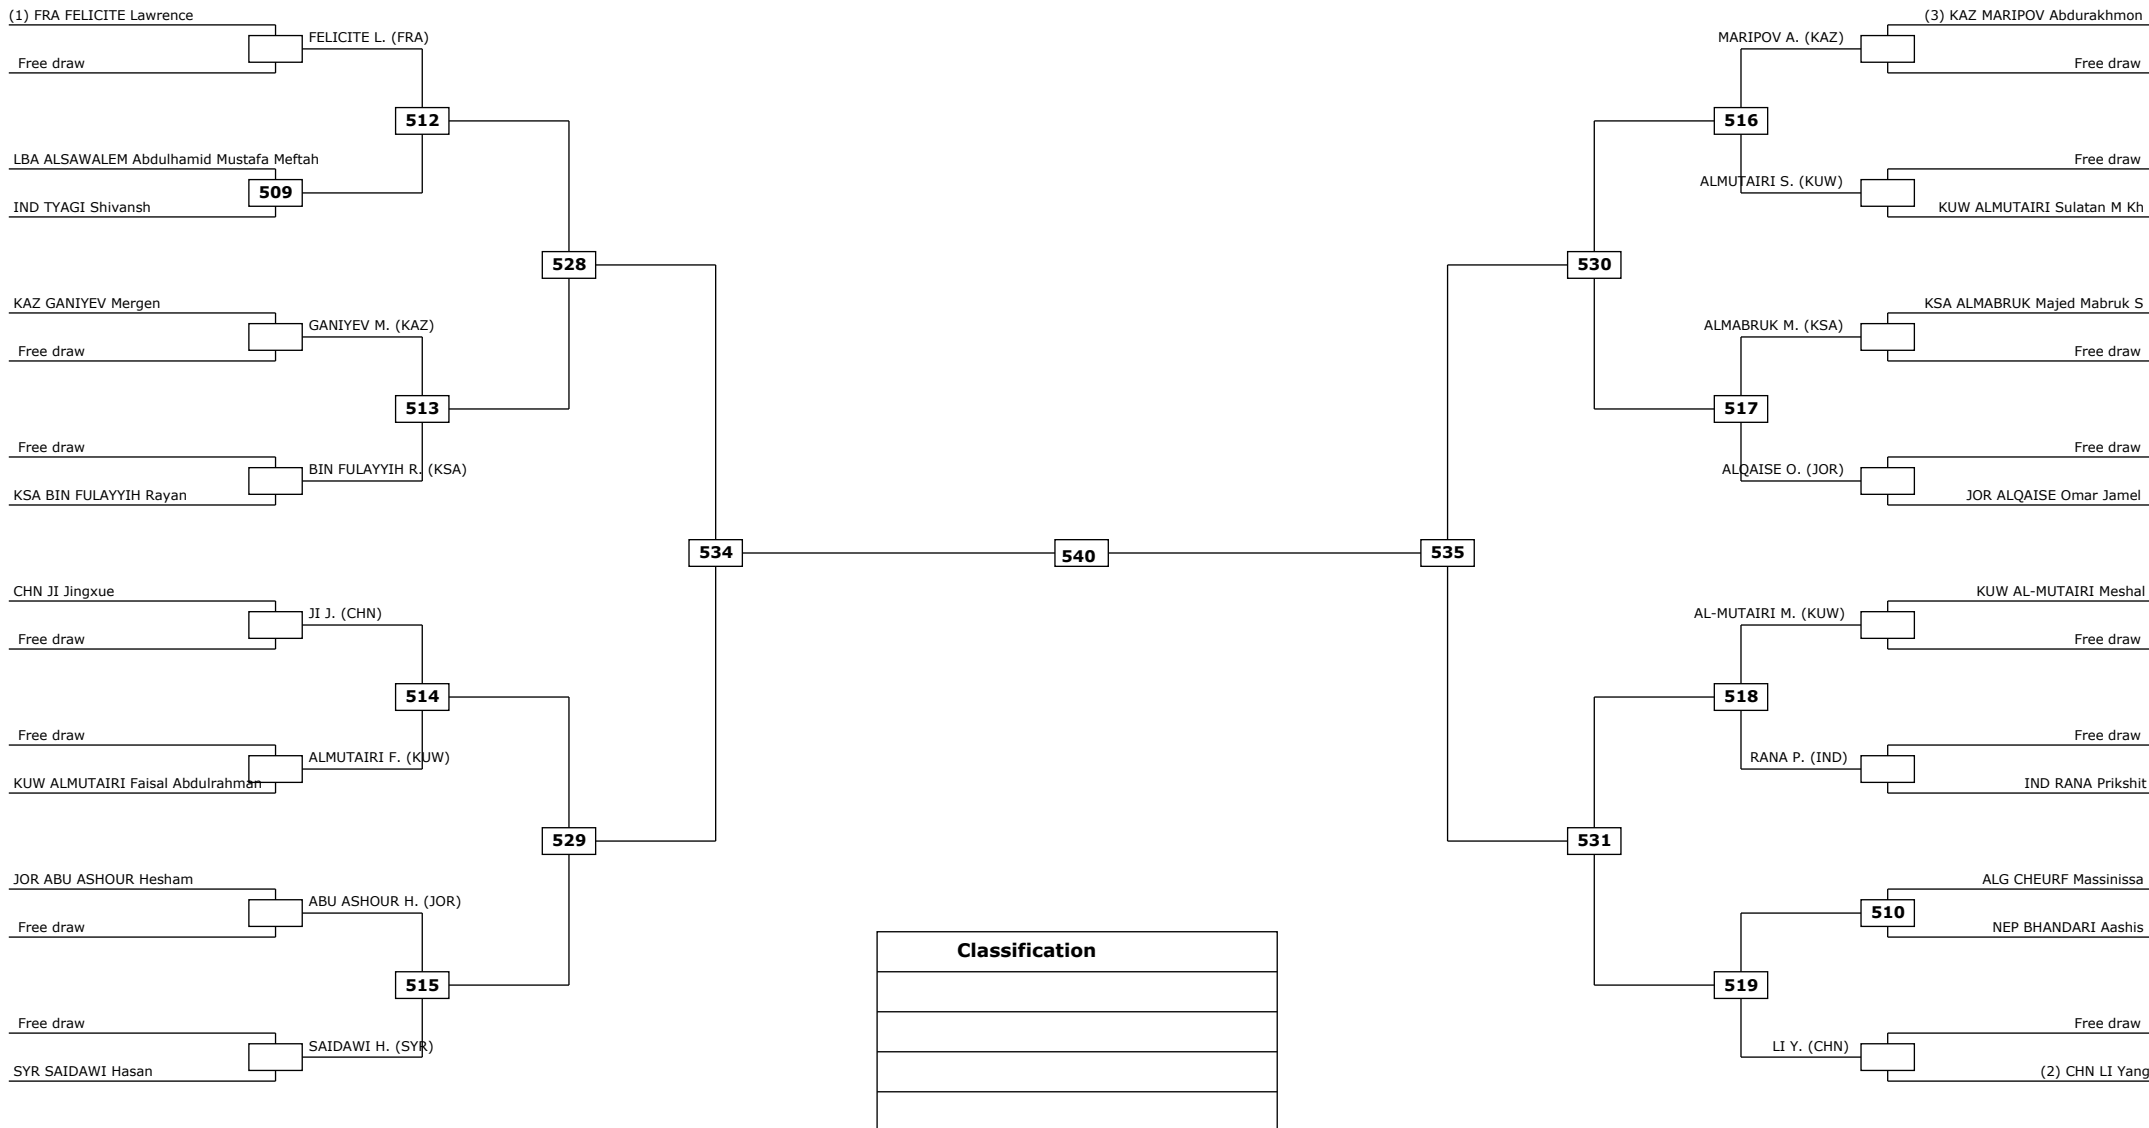 (1) FRA FELICITE Lawrence
FELICITE L. (FRA)
Free draw
512
LBA ALSAWALEM Abdulhamid Mustafa Meftah
509
IND TYAGI Shivansh
528
KAZ GANIYEV Mergen
GANIYEV M. (KAZ)
Free draw
513
Free draw
BIN FULAYYIH R. (KSA)
KSA BIN FULAYYIH Rayan
534
CHN JI Jingxue
JI J. (CHN)
Free draw
514
Free draw
ALMUTAIRI F. (KUW)
KUW ALMUTAIRI Faisal Abdulrahman
529
JOR ABU ASHOUR Hesham
ABU ASHOUR H. (JOR)
Free draw
515
Free draw
SAIDAWI H. (SYR)
SYR SAIDAWI Hasan
540
Classification
(3) KAZ MARIPOV Abdurakhmon
MARIPOV A. (KAZ)
Free draw
516
Free draw
ALMUTAIRI S. (KUW)
KUW ALMUTAIRI Sulatan M Kh
530
KSA ALMABRUK Majed Mabruk S
ALMABRUK M. (KSA)
Free draw
517
Free draw
ALQAISE O. (JOR)
JOR ALQAISE Omar Jamel
535
KUW AL-MUTAIRI Meshal
AL-MUTAIRI M. (KUW)
Free draw
518
Free draw
RANA P. (IND)
IND RANA Prikshit
531
ALG CHEURF Massinissa
510
NEP BHANDARI Aashis
519
Free draw
LI Y. (CHN)
(2) CHN LI Yang